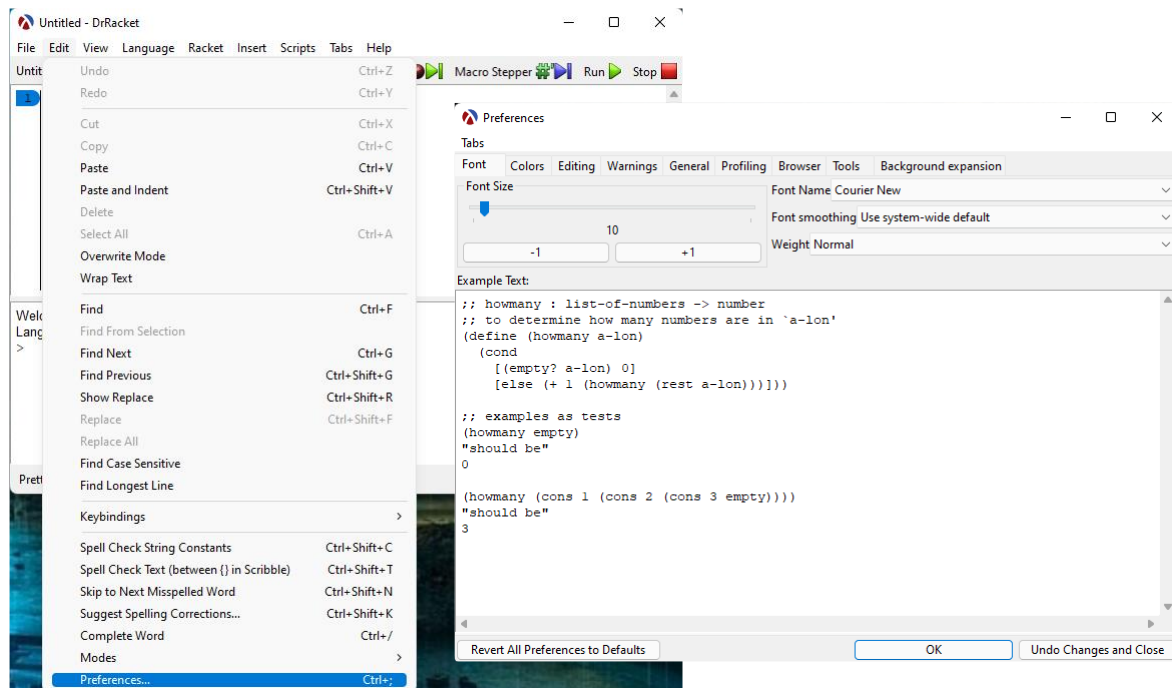 Untitled - DrRacket
File Edit View Language Racket Insert Scripts Tabs Help
Macro Stepper Run Stop
1
>
Undo Ctrl+Z
Redo Ctrl+Y
Cut Ctrl+X
Copy Ctrl+C
Paste Ctrl+V
Paste and Indent Ctrl+Shift+V
Delete
Select All Ctrl+A
Overwrite Mode
Wrap Text
Find Ctrl+F
Find From Selection
Find Next Ctrl+G
Find Previous Ctrl+Shift+G
Show Replace Ctrl+Shift+R
Replace Ctrl+Shift+F
Replace All
Find Case Sensitive
Find Longest Line
Keybindings
Spell Check String Constants Ctrl+Shift+C
Spell Check Text (between {} in Scribble) Ctrl+Shift+T
Skip to Next Misspelled Word Ctrl+Shift+N
Suggest Spelling Corrections... Ctrl+Shift+K
Complete Word Ctrl+/
Modes
Preferences... Ctrl+;
Preferences
Tabs
Font Colors Editing Warnings General Profiling Browser Tools Background expansion
Font Size
10
-1 +1
Font Name Courier New
Font smoothing Use system-wide default
Weight Normal
Example Text:
;; howmany : list-of-numbers -> number
;; to determine how many numbers are in `a-lon'
(define (howmany a-lon)
(cond
[(empty? a-lon) 0]
[else (+ 1 (howmany (rest a-lon)))]))
;; examples as tests
(howmany empty)
"should be"
0
(howmany (cons 1 (cons 2 (cons 3 empty))))
"should be"
3
Revert All Preferences to Defaults OK Undo Changes and Close